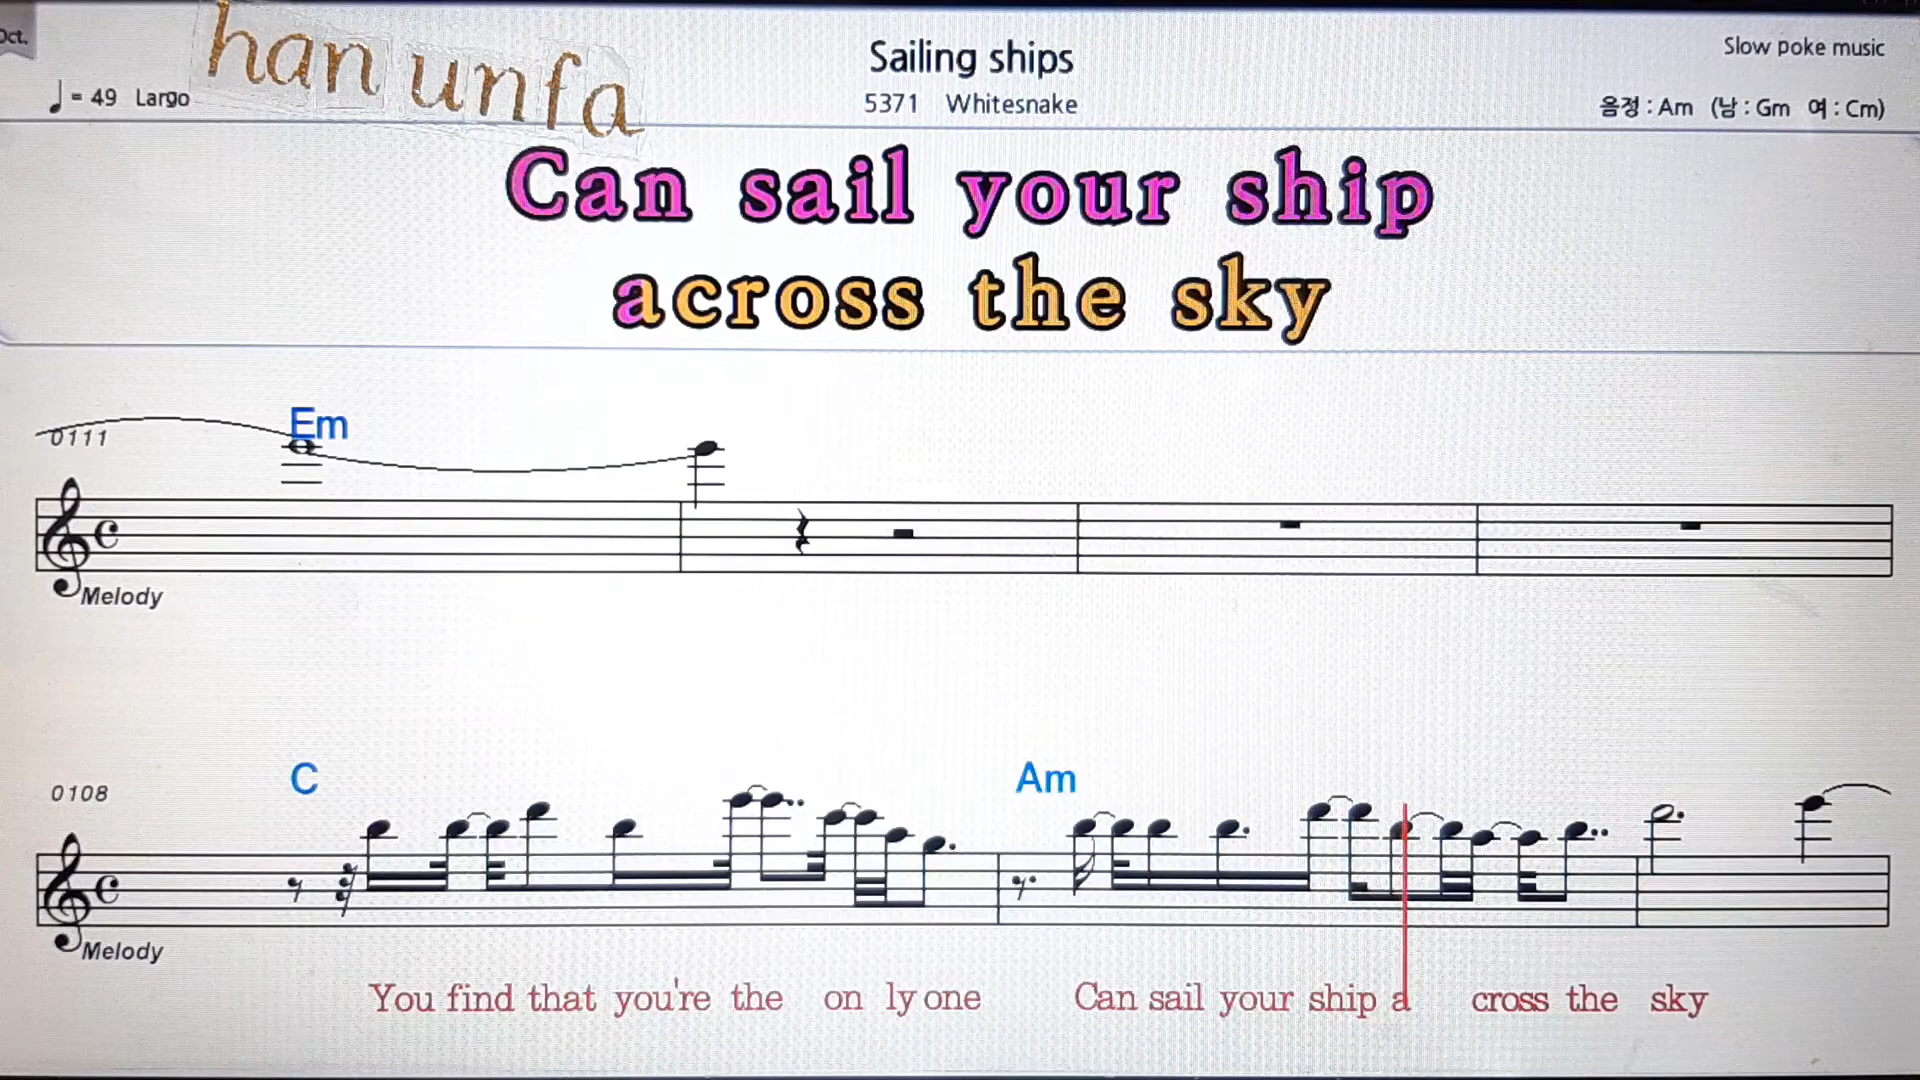 Oct.
han unfa
Sailing ships
Slow poke music
= 49 Largo
5371 Whitesnake
음정 : Am (남 : Gm 여 : Cm)
Can sail your ship
across the sky
0111
Em
Melody
0108
C
Am
Melody
You find that you're the on ly one Can sail your ship a cross the sky